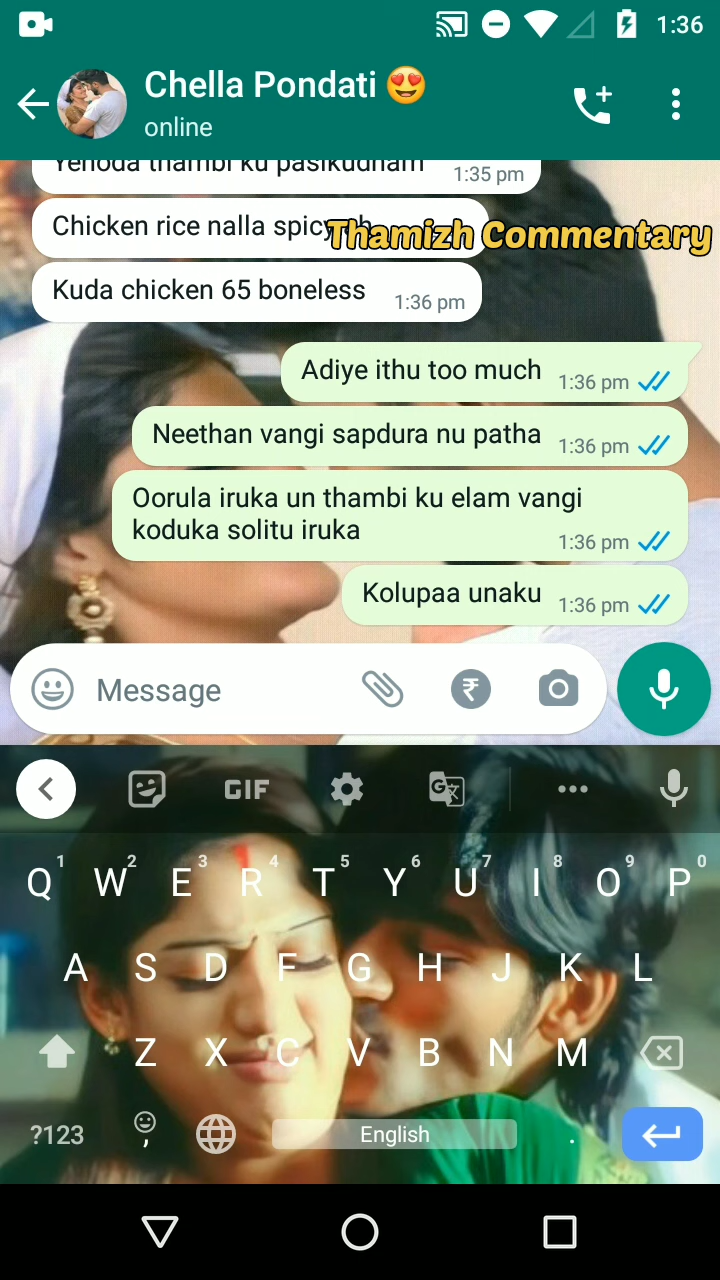 1:36
Chella Pondati 😍
online
Yenoda thambi ku pasikudham 1:35 pm
Chicken rice nalla
Thamizh Commentary
Kuda chicken 65 boneless 1:36 pm
Adiye ithu too much 1:36 pm
Neethan vangi sapdura nu patha 1:36 pm
Oorula iruka un thambi ku elam vangi
koduka solitu iruka 1:36 pm
Kolupaa unaku 1:36 pm
Message
₹
GIF
G
1 2 3 4 5 6 7 8 9 0
Q W E R T Y U I O P
A S D F G H J K L
Z X C V B N M
?123 , English .